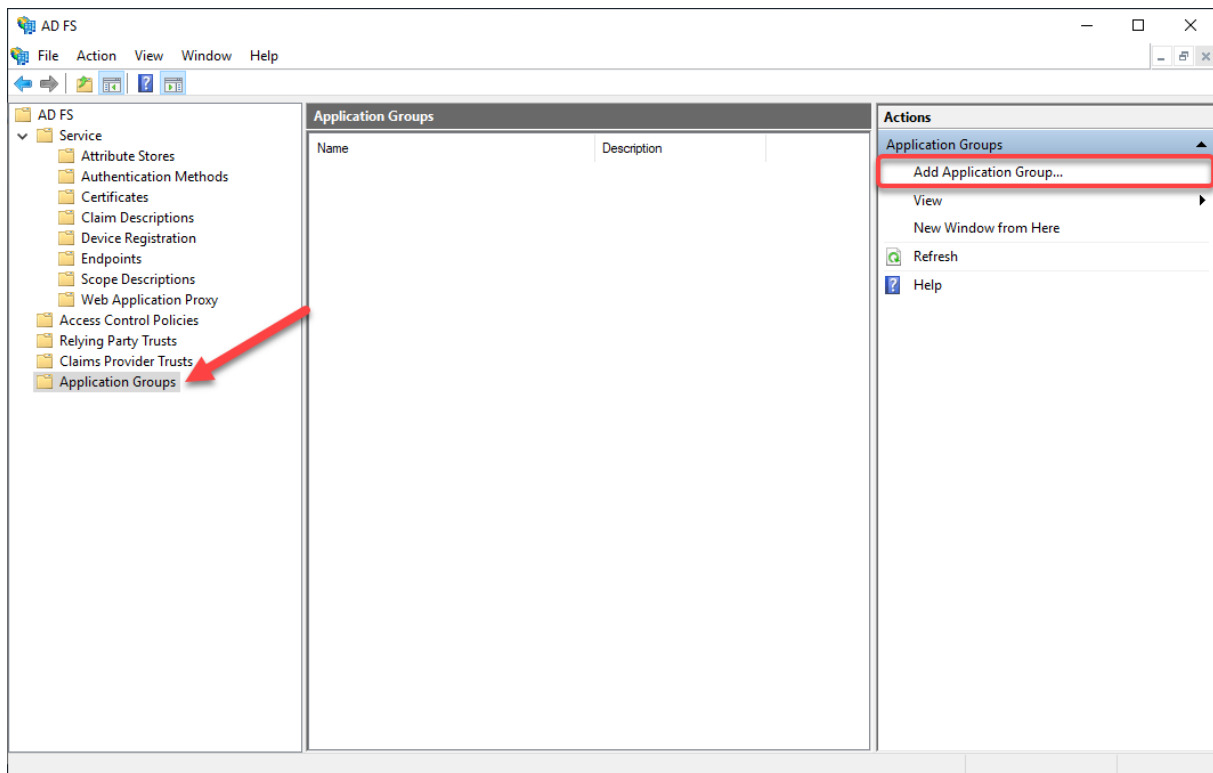 AD FS
File Action View Window Help
AD FS
Service
Attribute Stores
Authentication Methods
Certificates
Claim Descriptions
Device Registration
Endpoints
Scope Descriptions
Web Application Proxy
Access Control Policies
Relying Party Trusts
Claims Provider Trusts
Application Groups
Application Groups
Name Description
Actions
Application Groups
Add Application Group...
View
New Window from Here
Refresh
Help